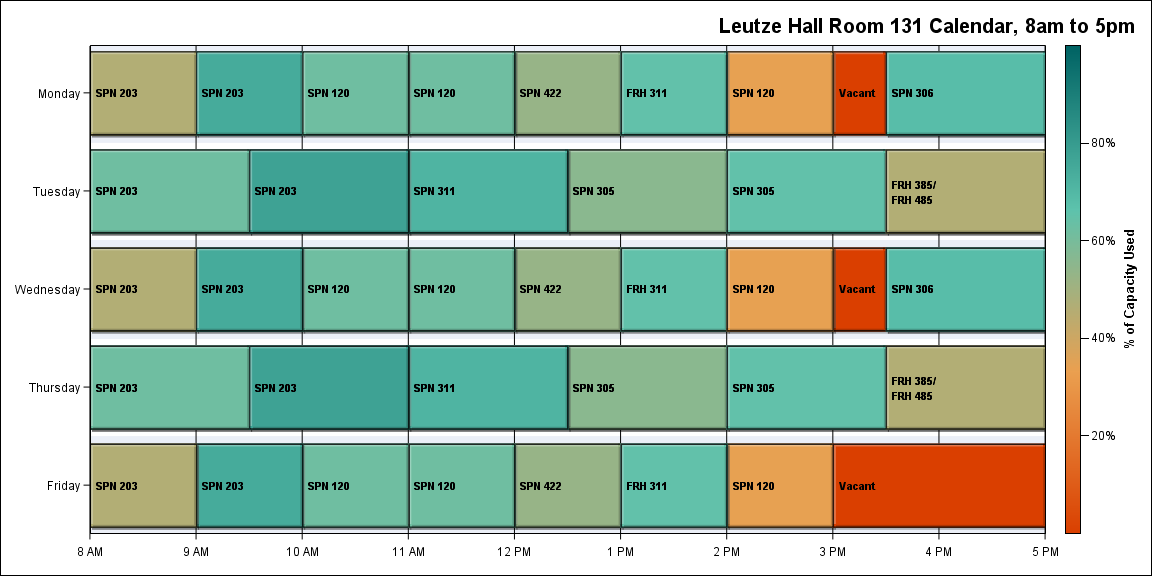 Leutze Hall Room 131 Calendar, 8am to 5pm
Monday
SPN 203
SPN 203
SPN 120
SPN 120
SPN 422
FRH 311
SPN 120
Vacant
SPN 306
Tuesday
SPN 203
SPN 203
SPN 311
SPN 305
SPN 305
FRH 385/
FRH 485
Wednesday
SPN 203
SPN 203
SPN 120
SPN 120
SPN 422
FRH 311
SPN 120
Vacant
SPN 306
Thursday
SPN 203
SPN 203
SPN 311
SPN 305
SPN 305
FRH 385/
FRH 485
Friday
SPN 203
SPN 203
SPN 120
SPN 120
SPN 422
FRH 311
SPN 120
Vacant
8 AM
9 AM
10 AM
11 AM
12 PM
1 PM
2 PM
3 PM
4 PM
5 PM
80%
60%
40%
20%
% of Capacity Used